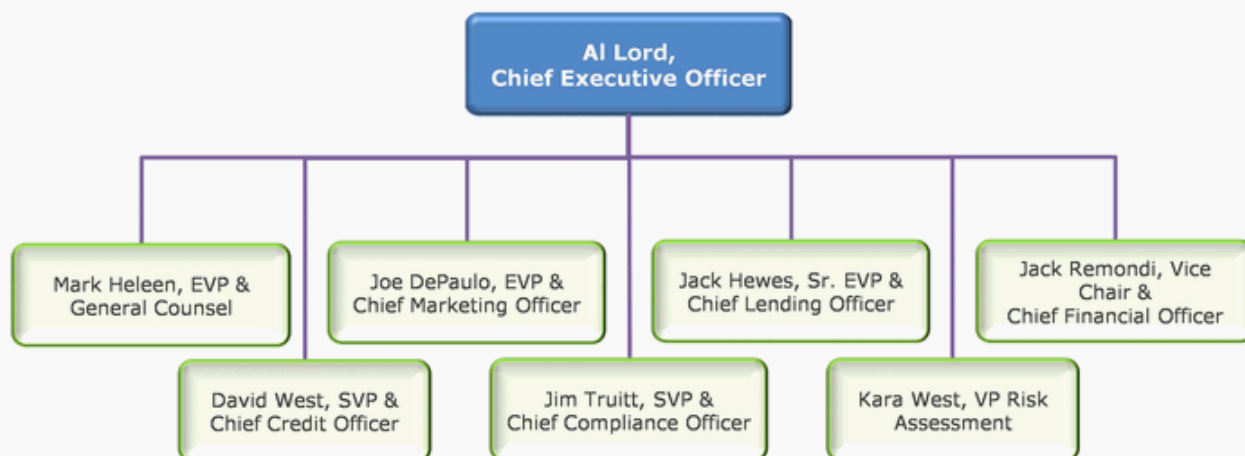 Al Lord,
Chief Executive Officer
Mark Heleen, EVP &
General Counsel
Joe DePaulo, EVP &
Chief Marketing Officer
Jack Hewes, Sr. EVP &
Chief Lending Officer
Jack Remondi, Vice
Chair &
Chief Financial Officer
David West, SVP &
Chief Credit Officer
Jim Truitt, SVP &
Chief Compliance Officer
Kara West, VP Risk
Assessment